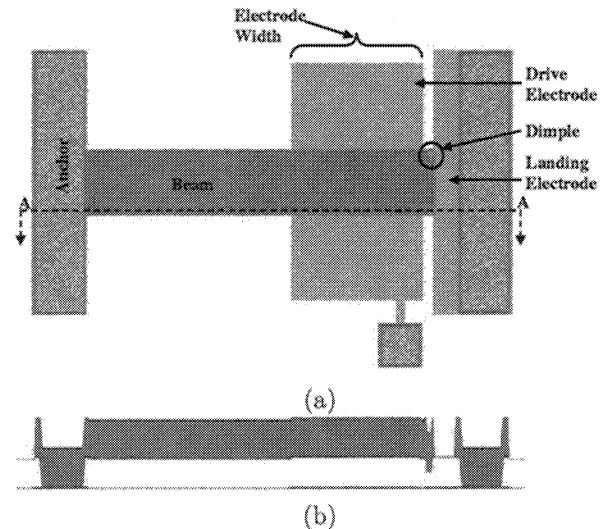 Electrode
Width
Drive
Electrode
Dimple
Landing
Electrode
Anchor
Beam
A
A
(a)
(b)